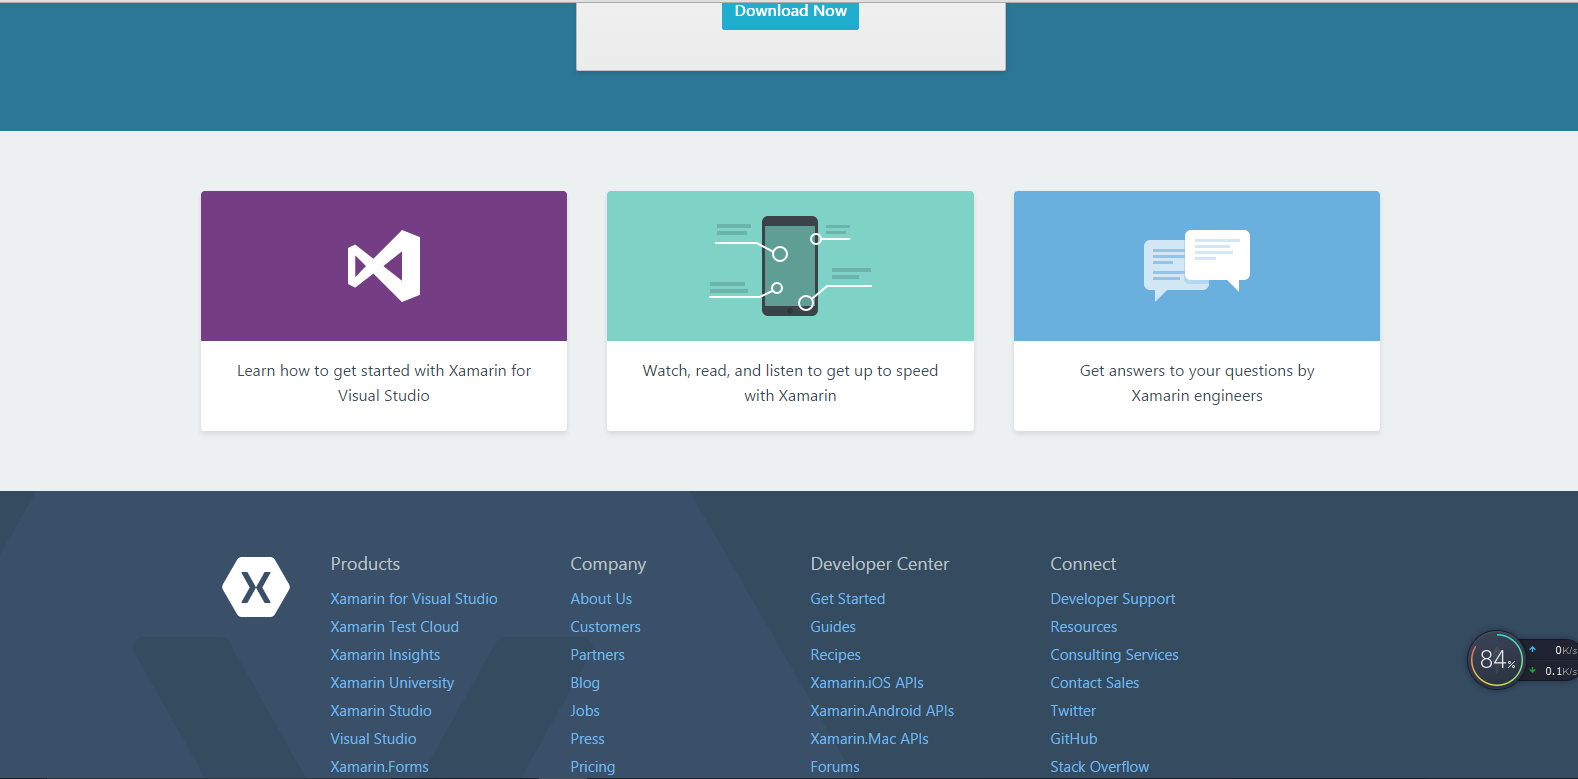 Download Now
Learn how to get started with Xamarin for
Visual Studio
Watch, read, and listen to get up to speed
with Xamarin
Get answers to your questions by
Xamarin engineers
Products
Xamarin for Visual Studio
Xamarin Test Cloud
Xamarin Insights
Xamarin University
Xamarin Studio
Visual Studio
Xamarin.Forms
Company
About Us
Customers
Partners
Blog
Jobs
Press
Pricing
Developer Center
Get Started
Guides
Recipes
Xamarin.iOS APIs
Xamarin.Android APIs
Xamarin.Mac APIs
Forums
Connect
Developer Support
Resources
Consulting Services
Contact Sales
Twitter
GitHub
Stack Overflow
84%
0K/s
0.1K/s